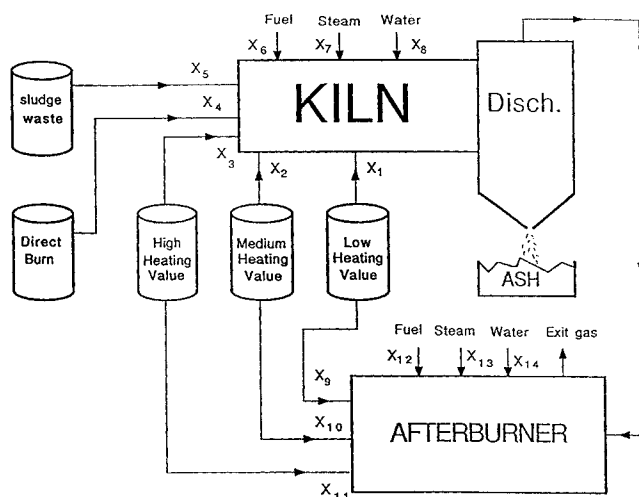 Fuel Steam Water
X6 X7 X8
X5
sludge
waste
X4
KILN
Disch.
X3
X2 X1
Direct
Burn
High
Heating
Value
Medium
Heating
Value
Low
Heating
Value
ASH
Fuel Steam Water Exit gas
X12 X13 X14
X9
X10
AFTERBURNER
X11